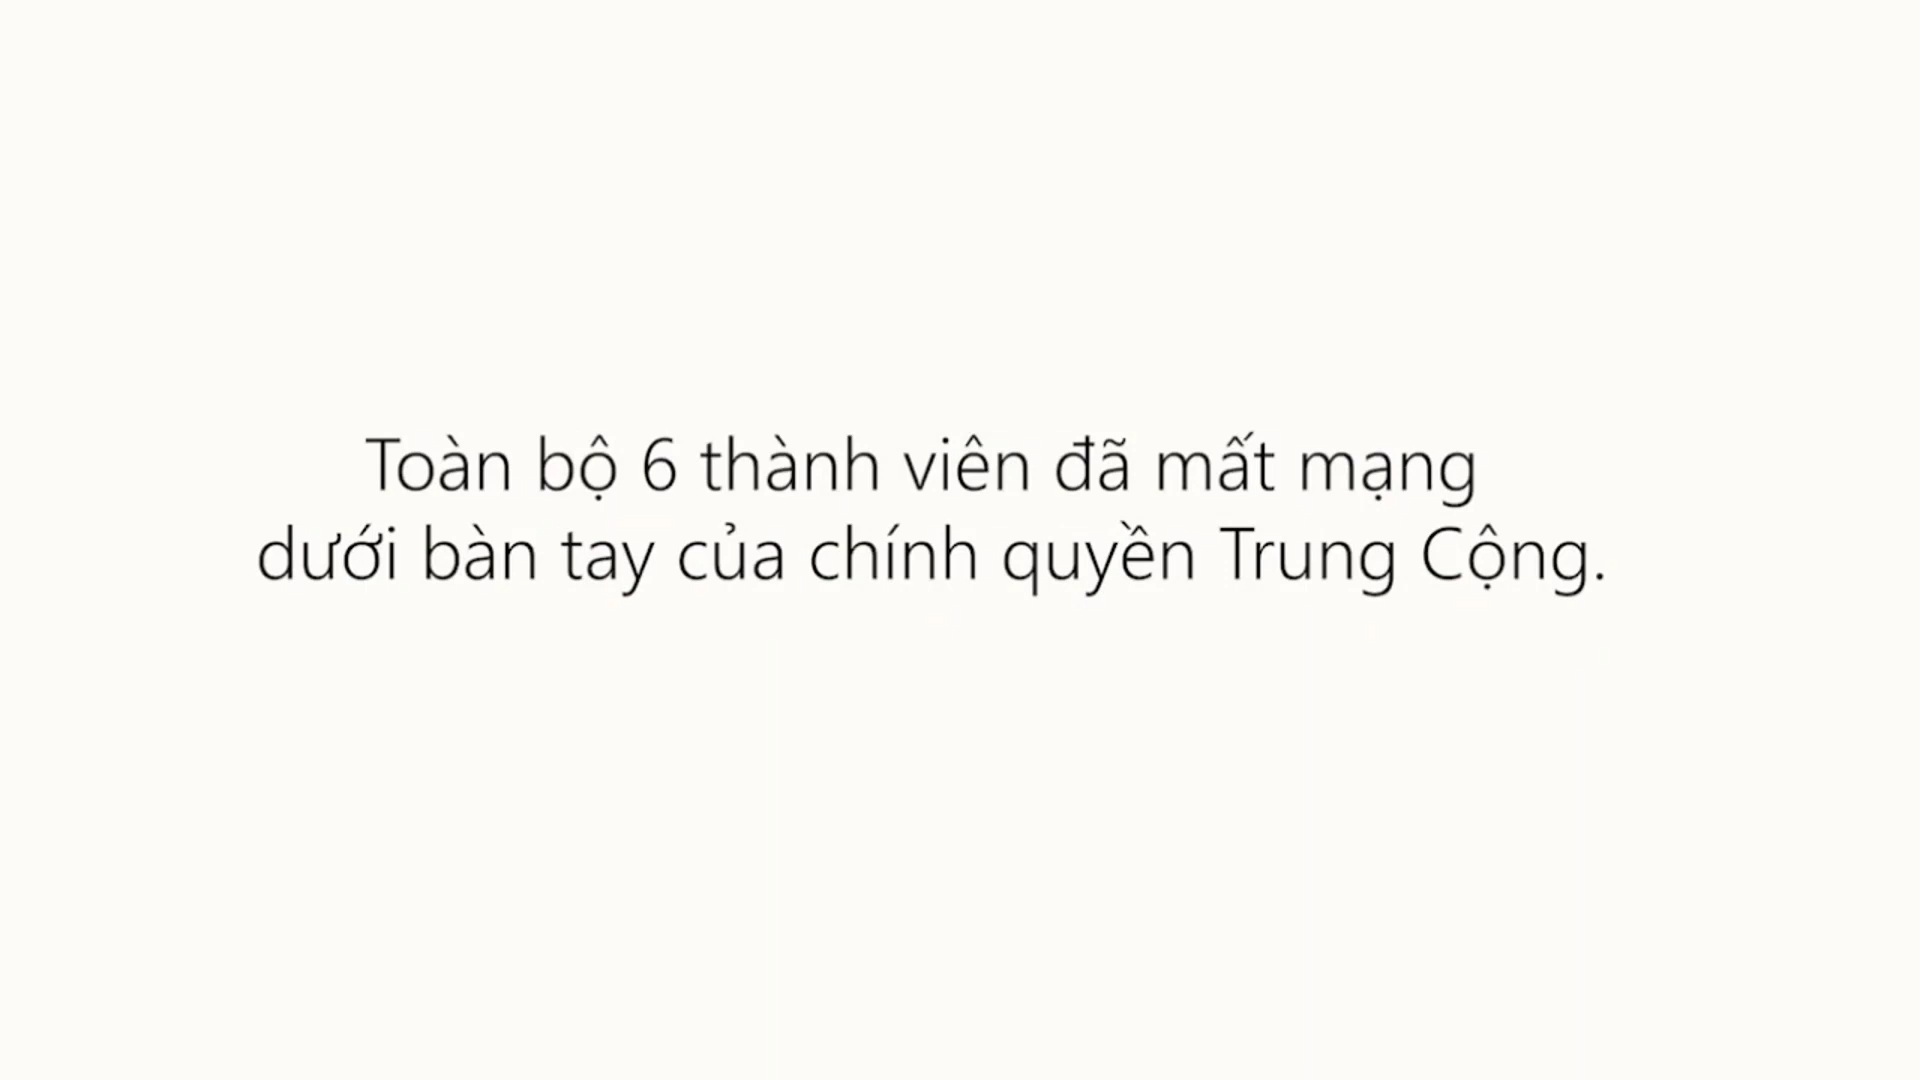 Toàn bộ 6 thành viên đã mất mạng
dưới bàn tay của chính quyền Trung Cộng.